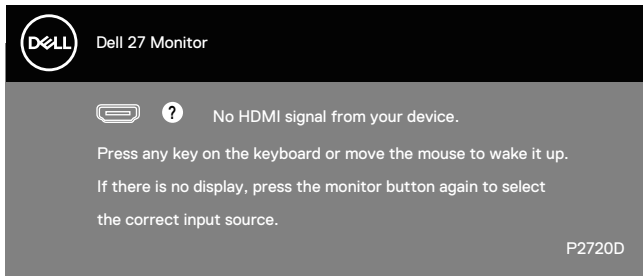 DELL
Dell 27 Monitor
? No HDMI signal from your device.
Press any key on the keyboard or move the mouse to wake it up.
If there is no display, press the monitor button again to select
the correct input source.
P2720D